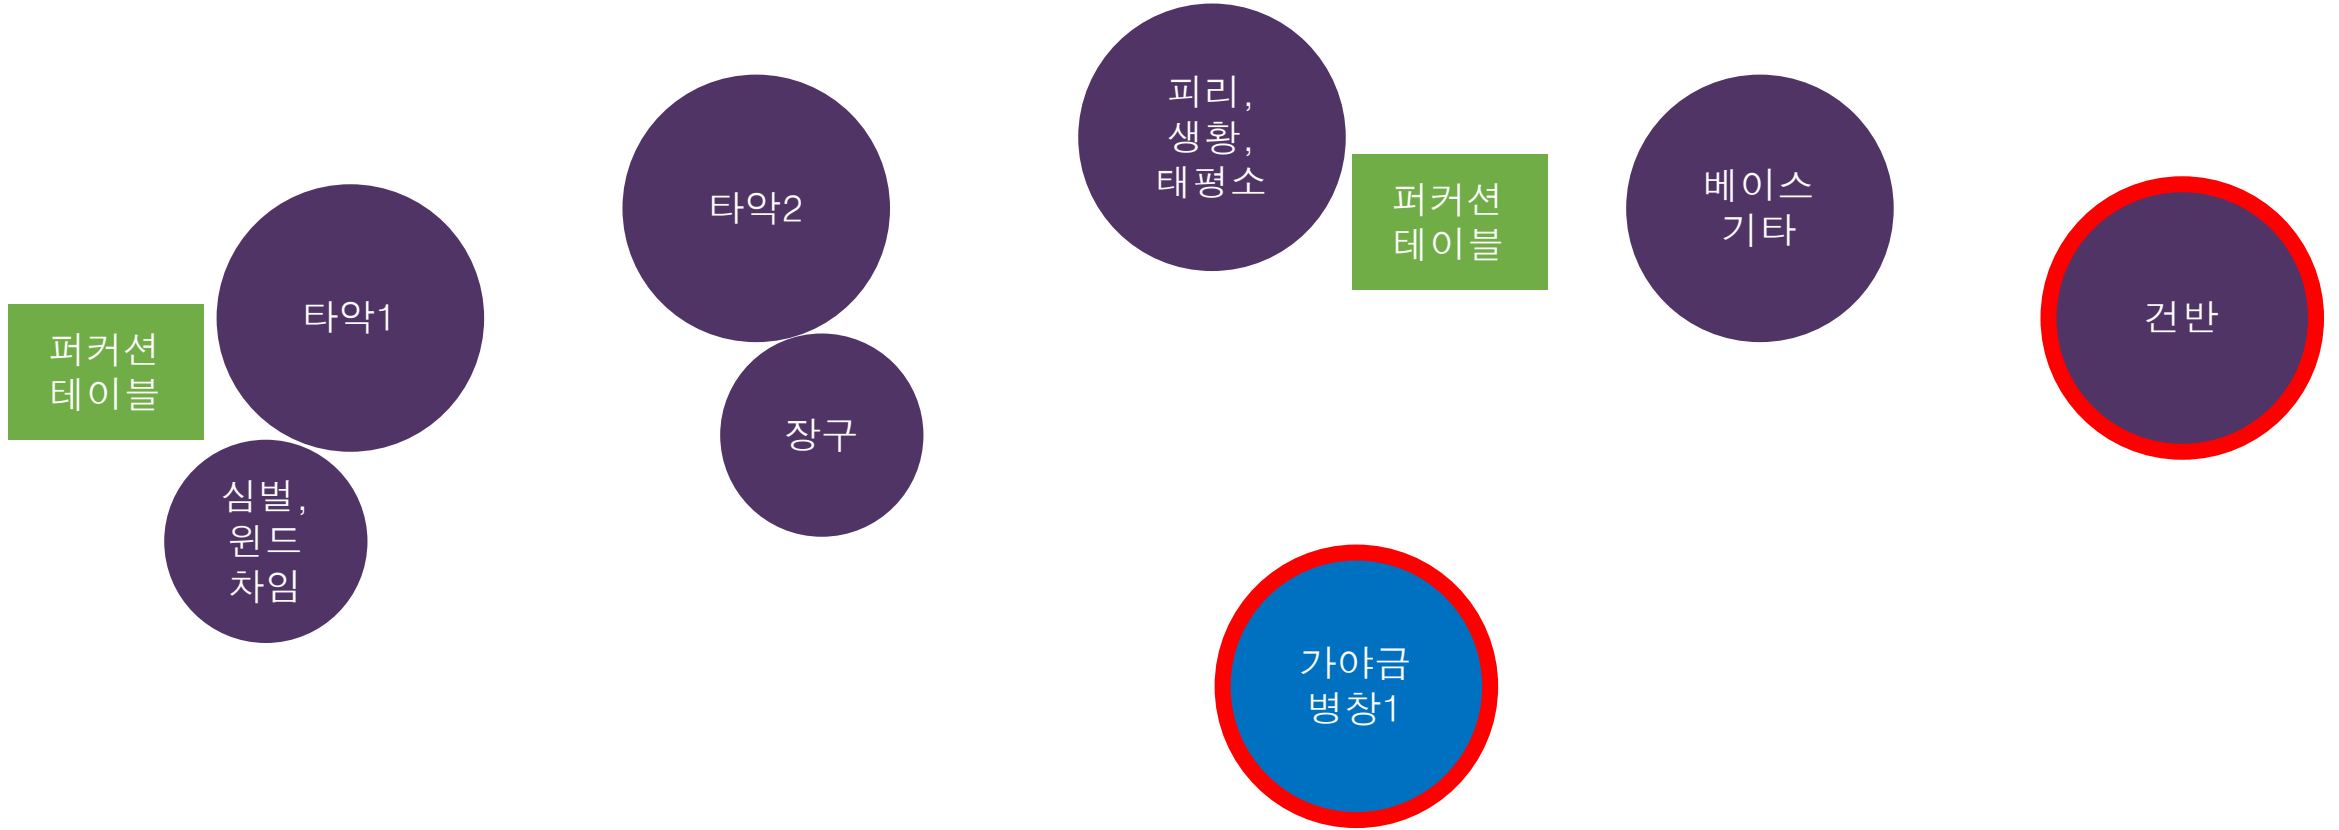 피리,
생황,
태평소
타악2
퍼커션
테이블
베이스
기타
타악1
건반
퍼커션
테이블
장구
심벌,
윈드
차임
가야금
병창1